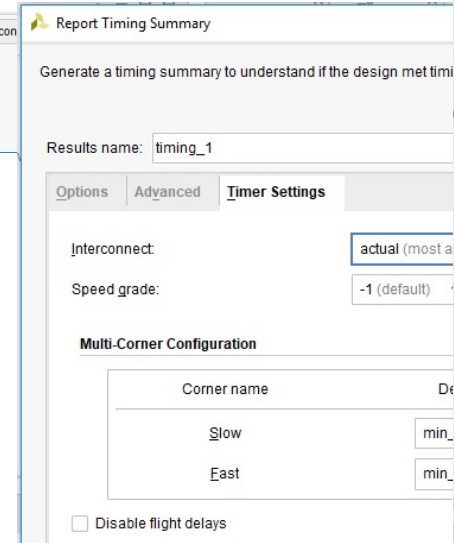 con
Report Timing Summary
Generate a timing summary to understand if the design met timi
Results name: timing_1
Options Advanced Timer Settings
Interconnect: actual (most a
Speed grade: -1 (default)
Multi-Corner Configuration
Corner name De
Slow min_
Fast min_
Disable flight delays